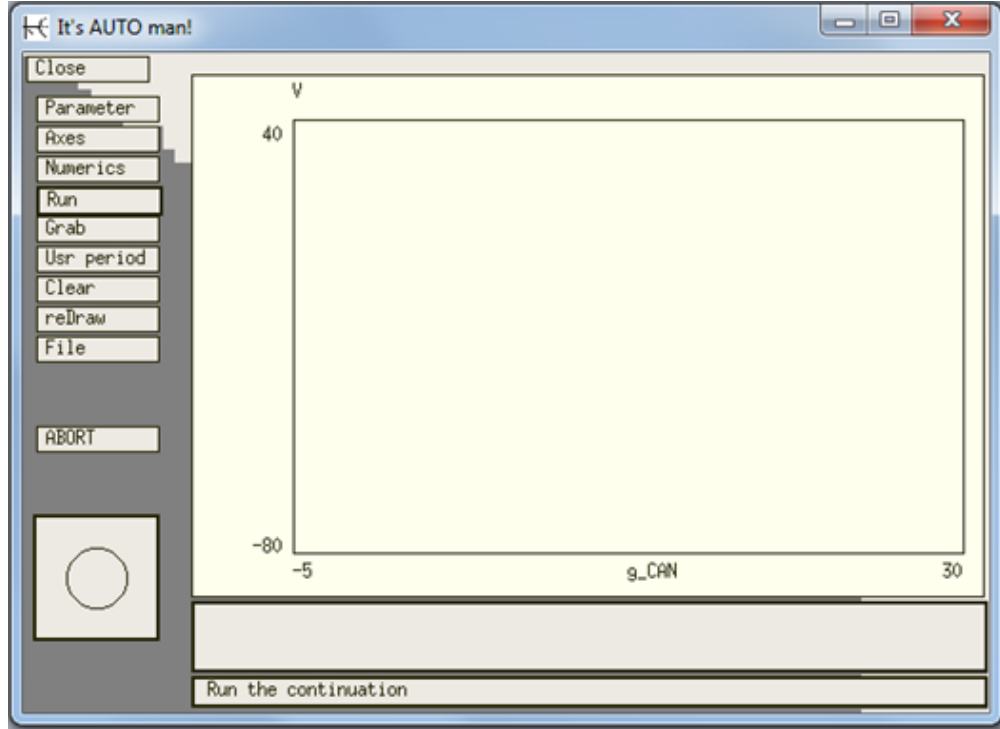 It's AUTO man!
Close
Parameter
Axes
Numerics
Run
Grab
Usr period
Clear
reDraw
File
ABORT
V
40
-80
-5 g_CAN 30
Run the continuation